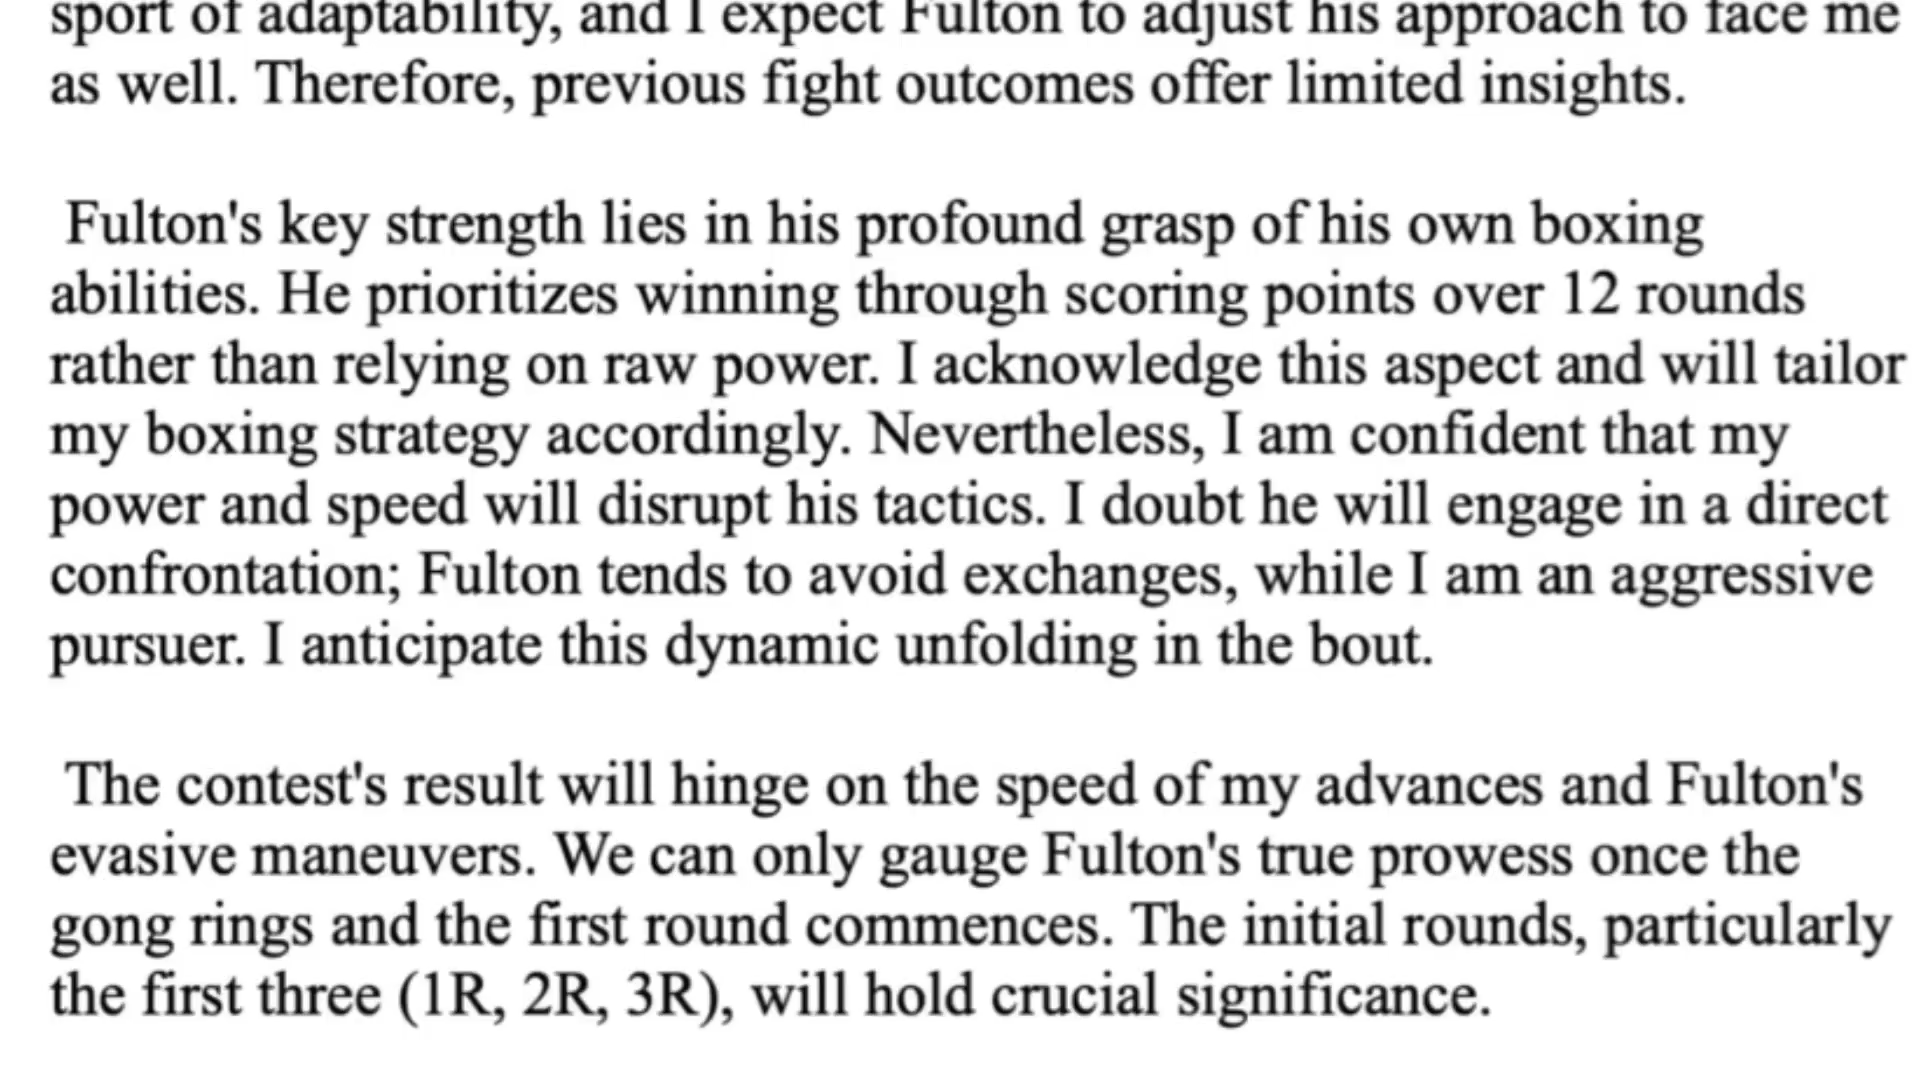 sport of adaptability, and I expect Fulton to adjust his approach to face me
as well. Therefore, previous fight outcomes offer limited insights.
Fulton's key strength lies in his profound grasp of his own boxing
abilities. He prioritizes winning through scoring points over 12 rounds
rather than relying on raw power. I acknowledge this aspect and will tailor
my boxing strategy accordingly. Nevertheless, I am confident that my
power and speed will disrupt his tactics. I doubt he will engage in a direct
confrontation; Fulton tends to avoid exchanges, while I am an aggressive
pursuer. I anticipate this dynamic unfolding in the bout.
The contest's result will hinge on the speed of my advances and Fulton's
evasive maneuvers. We can only gauge Fulton's true prowess once the
gong rings and the first round commences. The initial rounds, particularly
the first three (1R, 2R, 3R), will hold crucial significance.